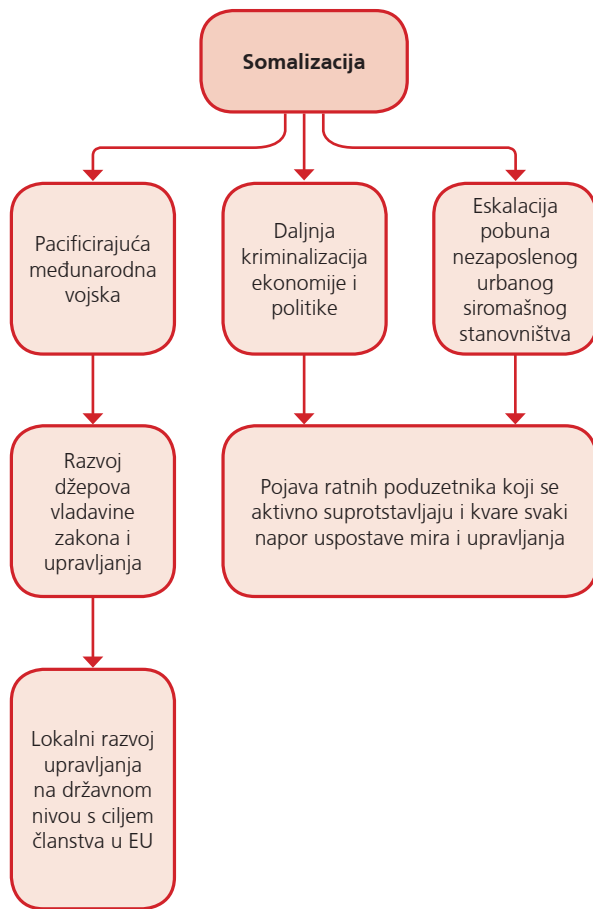 Somalizacija
Pacificirajuća
međunarodna
vojska
Daljnja
kriminalizacija
ekonomije i
politike
Eskalacija
pobuna
nezaposlenog
urbanog
siromašnog
stanovništva
Razvoj
džepova
vladavine
zakona i
upravljanja
Pojava ratnih poduzetnika koji se
aktivno suprotstavljaju i kvare svaki
napor uspostave mira i upravljanja
Lokalni razvoj
upravljanja
na državnom
nivou s ciljem
članstva u EU